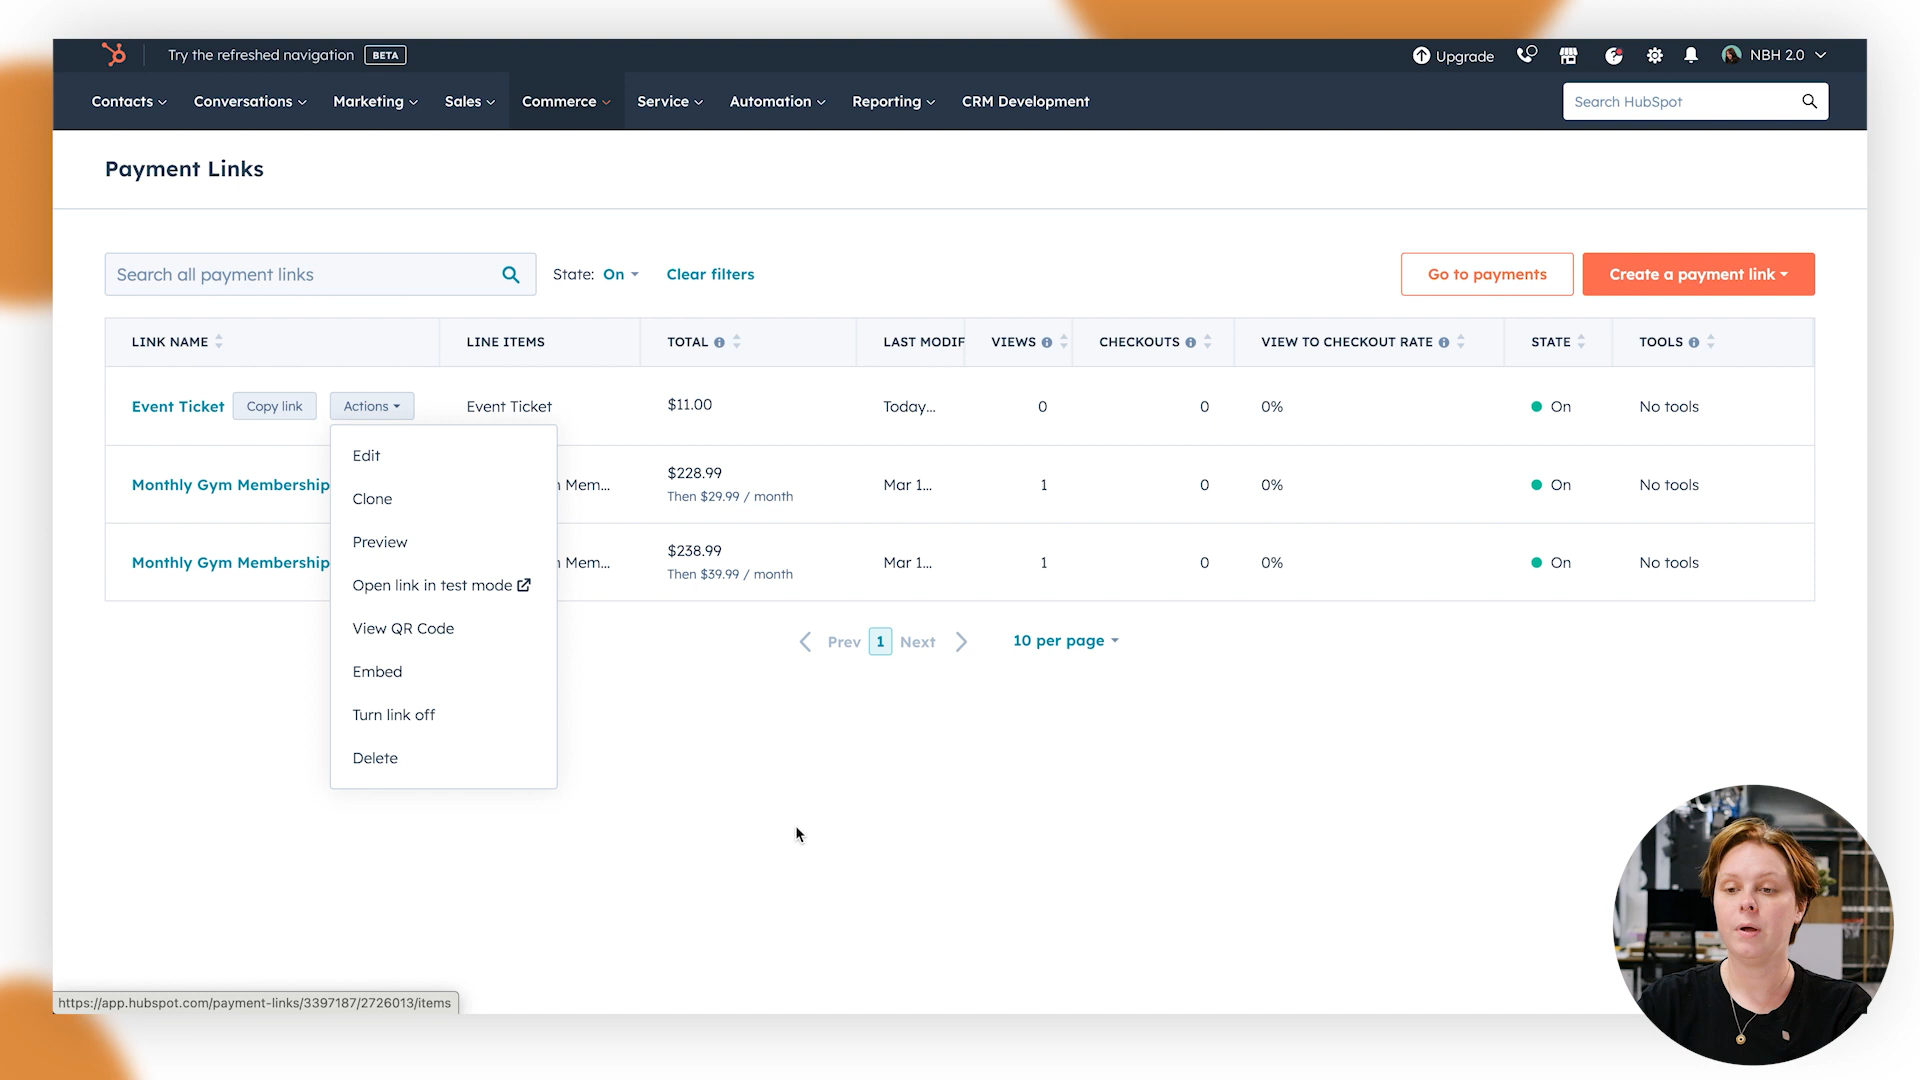 Try the refreshed navigation BETA
Upgrade
NBH 2.0
Contacts Conversations Marketing Sales Commerce Service Automation Reporting CRM Development
Search HubSpot
Payment Links
Search all payment links
State: On
Clear filters
Go to payments
Create a payment link
LINK NAME LINE ITEMS TOTAL LAST MODIF VIEWS CHECKOUTS VIEW TO CHECKOUT RATE STATE TOOLS
Event Ticket Copy link Actions Event Ticket $11.00 Today... 0 0 0% On No tools
Edit
Clone
Preview
Open link in test mode
View QR Code
Embed
Turn link off
Delete
Monthly Gym Membership Mem... $228.99 Mar 1... 1 0 0% On No tools
Then $29.99 / month
Monthly Gym Membership Mem... $238.99 Mar 1... 1 0 0% On No tools
Then $39.99 / month
Prev 1 Next 10 per page
https://app.hubspot.com/payment-links/3397187/2726013/items